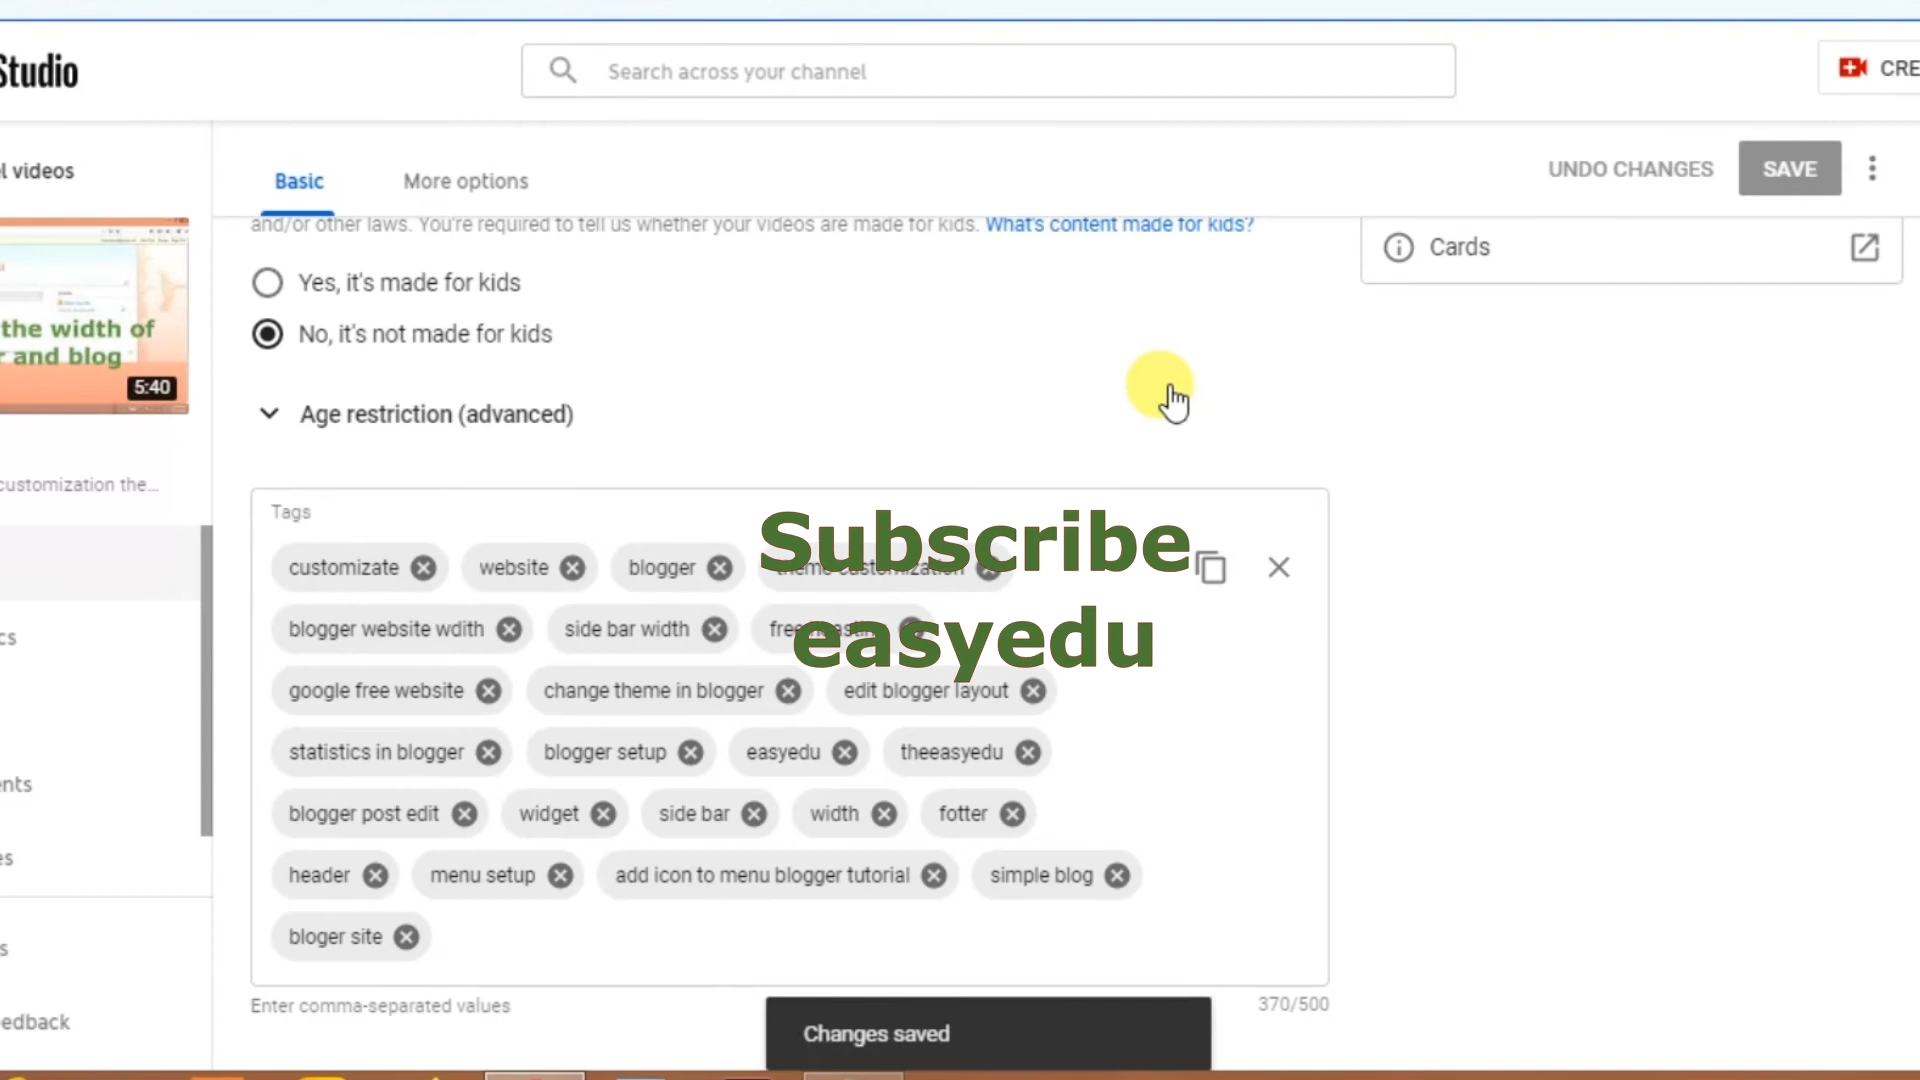 Studio
Search across your channel
CRE
l videos
Basic
More options
UNDO CHANGES
SAVE
and/or other laws. You're required to tell us whether your videos are made for kids. What's content made for kids?
Cards
Yes, it's made for kids
No, it's not made for kids
the width of
r and blog
5:40
Age restriction (advanced)
customization the...
Tags
Subscribe
easyedu
customizate
website
blogger
theme customization
blogger website wdith
side bar width
free
google free website
change theme in blogger
edit blogger layout
statistics in blogger
blogger setup
easyedu
theeasyedu
blogger post edit
widget
side bar
width
fotter
header
menu setup
add icon to menu blogger tutorial
simple blog
bloger site
cs
ents
es
s
edback
Enter comma-separated values
370/500
Changes saved